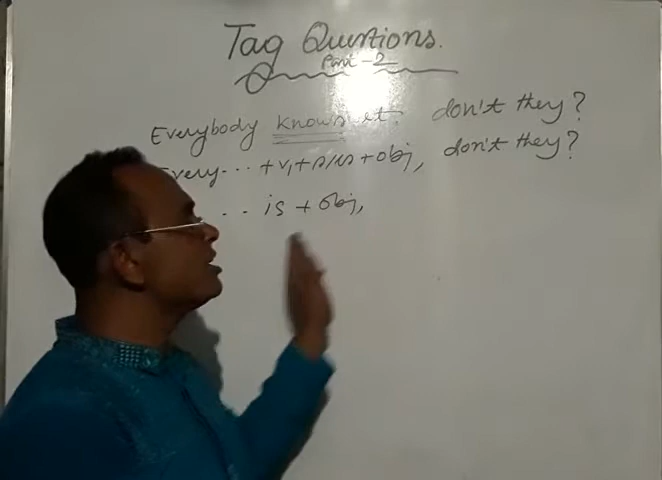 Tag Questions.
Part-2
Everybody knows it. don't they?
Every... + v₁ + s/es + obj, don't they?
... is + obj,